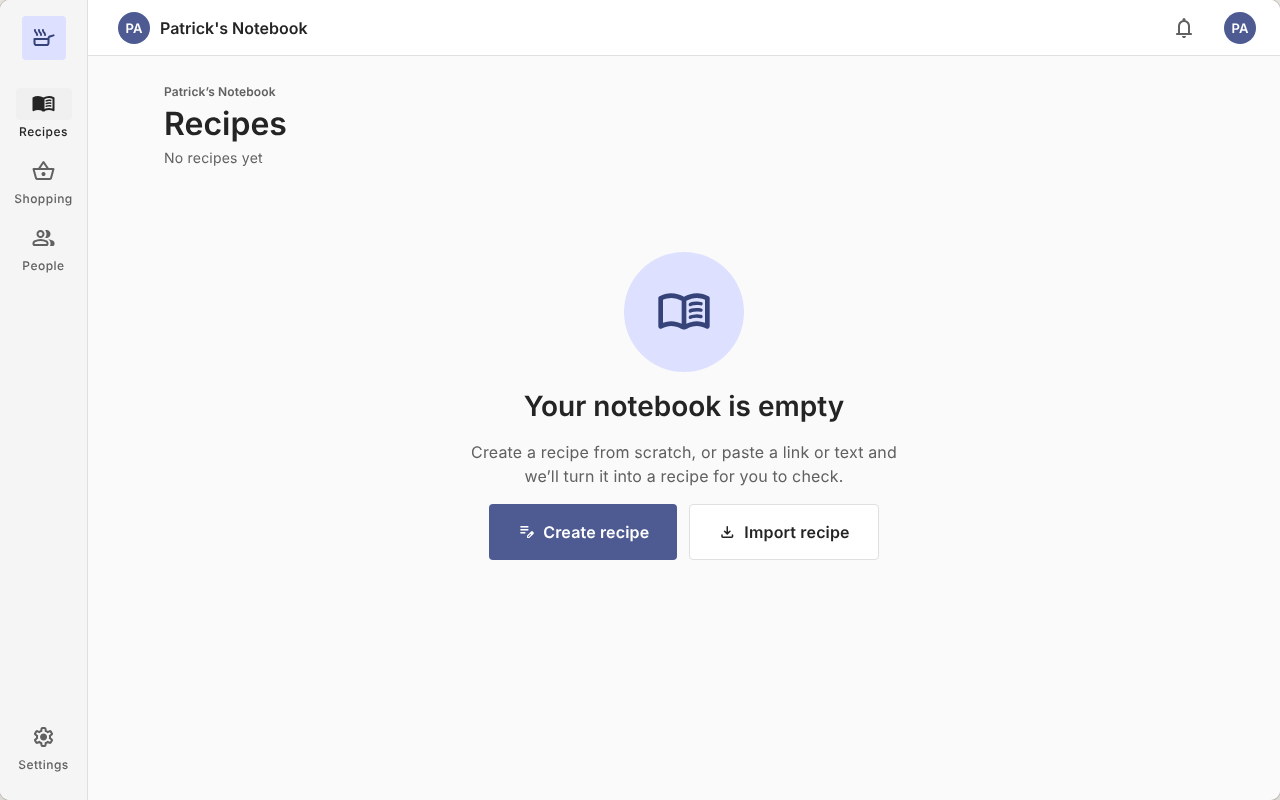 PA Patrick's Notebook
PA
Recipes
Shopping
People
Settings
Patrick’s Notebook
Recipes
No recipes yet
Your notebook is empty
Create a recipe from scratch, or paste a link or text and
we’ll turn it into a recipe for you to check.
Create recipe
Import recipe